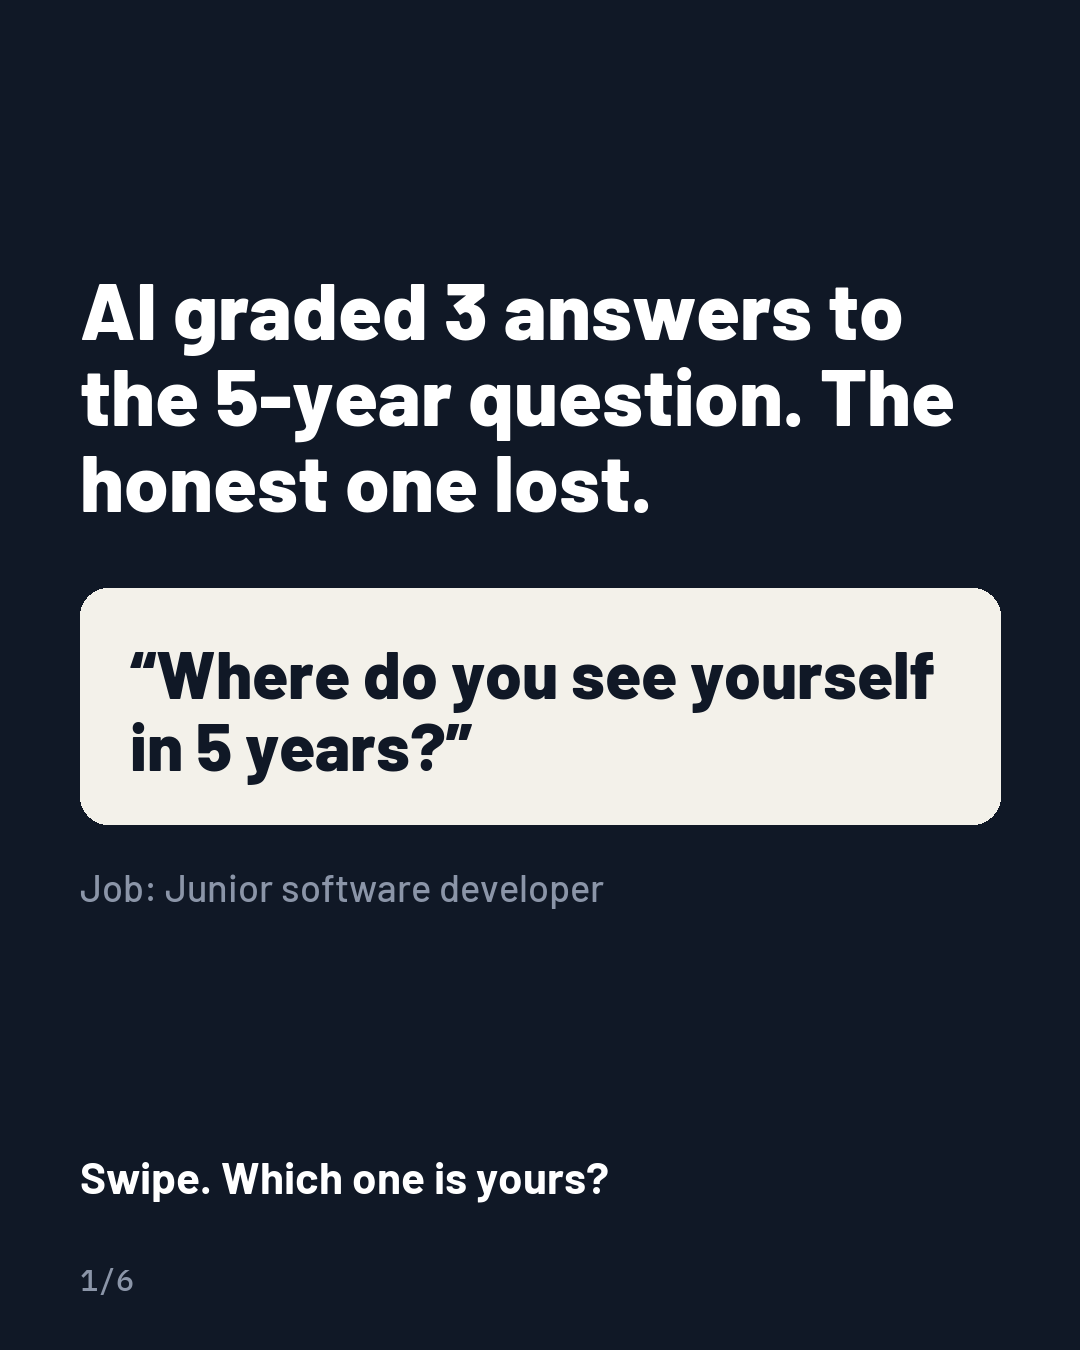 AI graded 3 answers to
the 5-year question. The
honest one lost.
“Where do you see yourself
in 5 years?”
Job: Junior software developer
Swipe. Which one is yours?
1/6